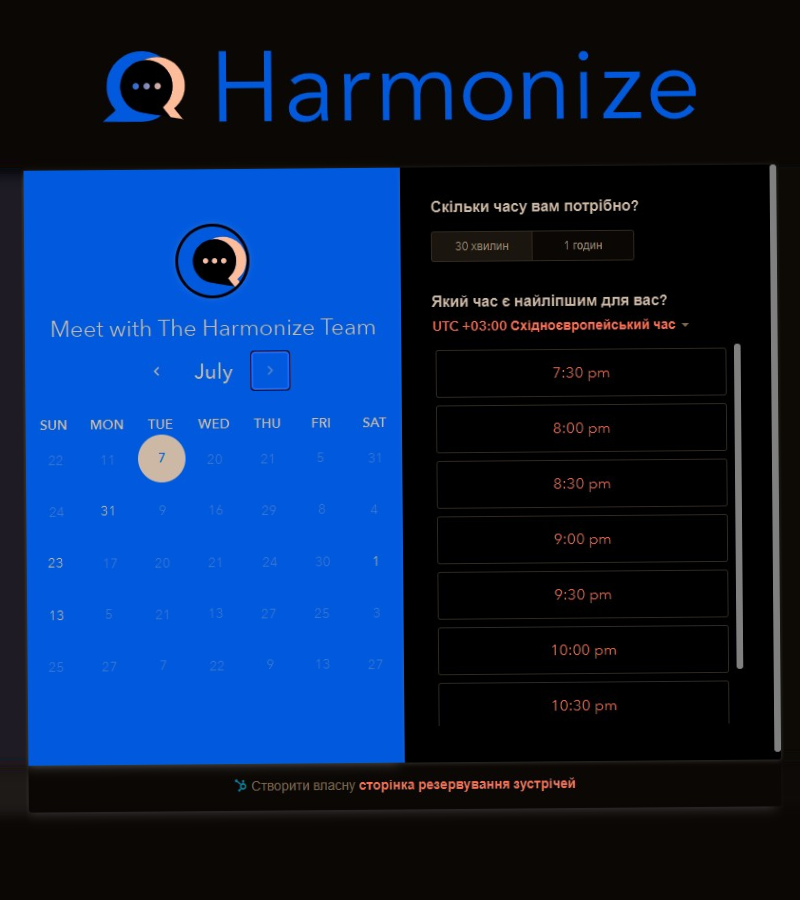 Harmonize
Meet with The Harmonize Team
July
SUN MON TUE WED THU FRI SAT
22 11 7 20 21 5 31
24 31 9 16 29 8 4
23 17 20 21 24 30 1
13 5 21 13 27 25 3
25 27 7 22 9 13 27
Скільки часу вам потрібно?
30 хвилин 1 годин
Який час є найліпшим для вас?
UTC +03:00 Східноєвропейський час
7:30 pm
8:00 pm
8:30 pm
9:00 pm
9:30 pm
10:00 pm
10:30 pm
Створити власну сторінка резервування зустрічей